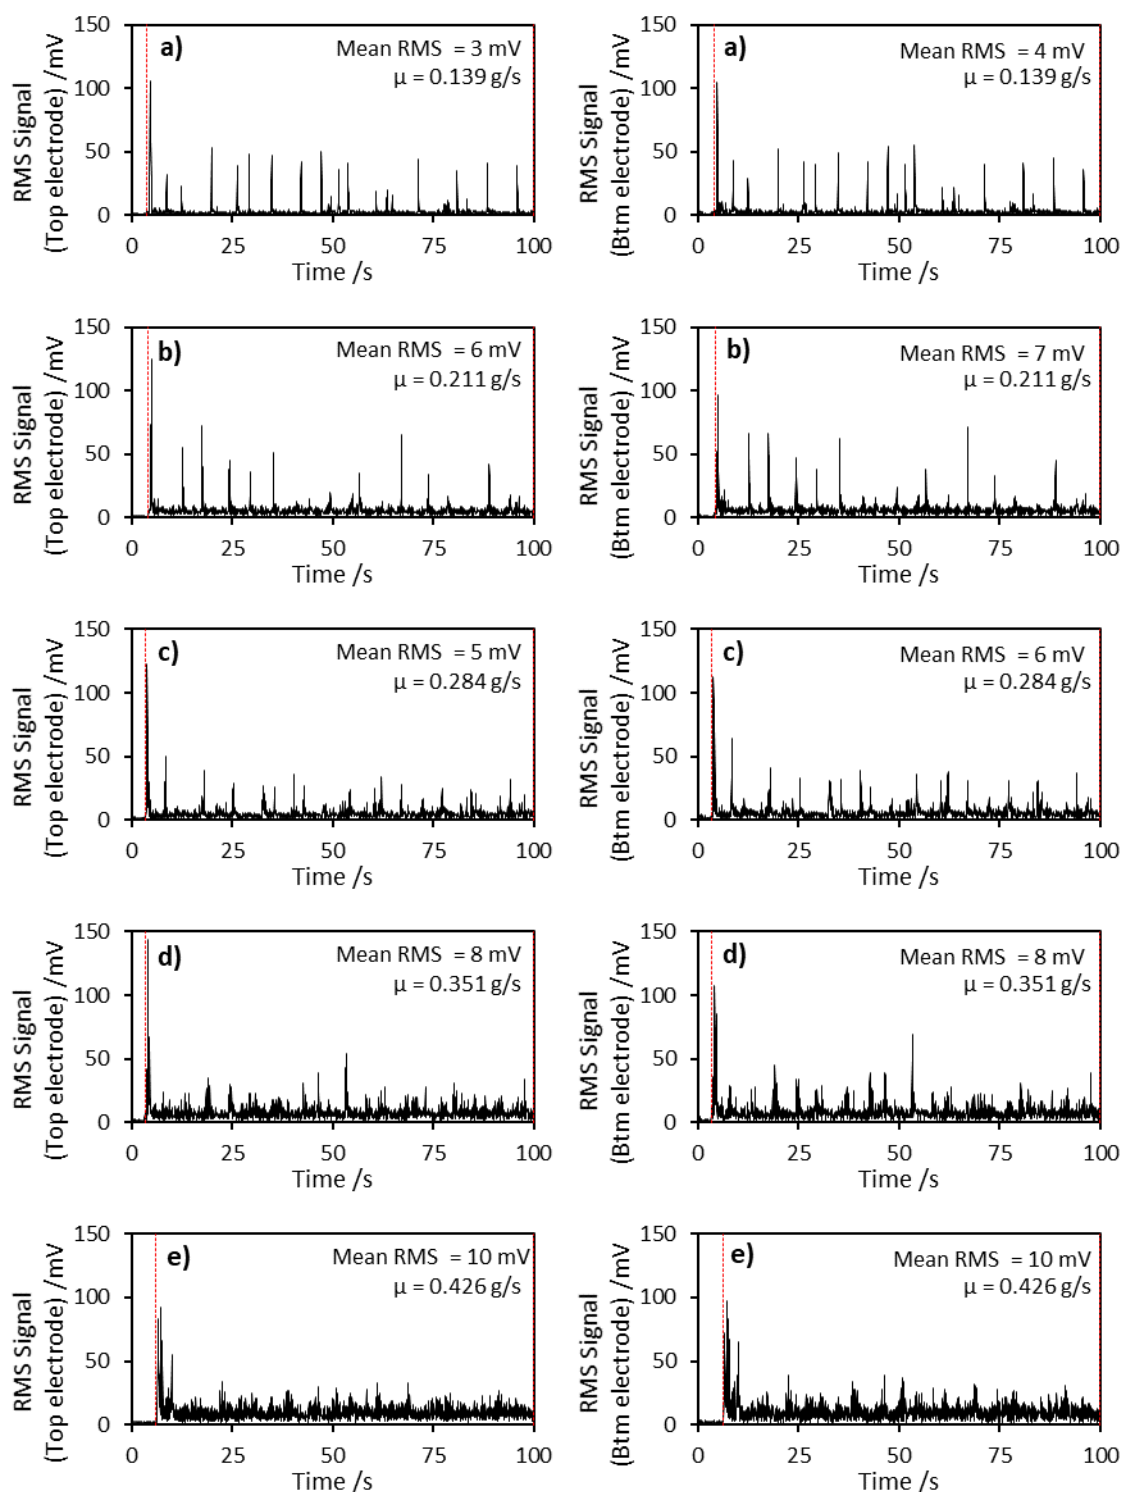 RMS Signal
(Top electrode) /mV
150
100
50
0
a)
Mean RMS = 3 mV
μ = 0.139 g/s
0 25 50 75 100
Time /s
RMS Signal
(Btm electrode) /mV
150
100
50
0
a)
Mean RMS = 4 mV
μ = 0.139 g/s
0 25 50 75 100
Time /s
RMS Signal
(Top electrode) /mV
150
100
50
0
b)
Mean RMS = 6 mV
μ = 0.211 g/s
0 25 50 75 100
Time /s
RMS Signal
(Btm electrode) /mV
150
100
50
0
b)
Mean RMS = 7 mV
μ = 0.211 g/s
0 25 50 75 100
Time /s
RMS Signal
(Top electrode) /mV
150
100
50
0
c)
Mean RMS = 5 mV
μ = 0.284 g/s
0 25 50 75 100
Time /s
RMS Signal
(Btm electrode) /mV
150
100
50
0
c)
Mean RMS = 6 mV
μ = 0.284 g/s
0 25 50 75 100
Time /s
RMS Signal
(Top electrode) /mV
150
100
50
0
d)
Mean RMS = 8 mV
μ = 0.351 g/s
0 25 50 75 100
Time /s
RMS Signal
(Btm electrode) /mV
150
100
50
0
d)
Mean RMS = 8 mV
μ = 0.351 g/s
0 25 50 75 100
Time /s
RMS Signal
(Top electrode) /mV
150
100
50
0
e)
Mean RMS = 10 mV
μ = 0.426 g/s
0 25 50 75 100
Time /s
RMS Signal
(Btm electrode) /mV
150
100
50
0
e)
Mean RMS = 10 mV
μ = 0.426 g/s
0 25 50 75 100
Time /s